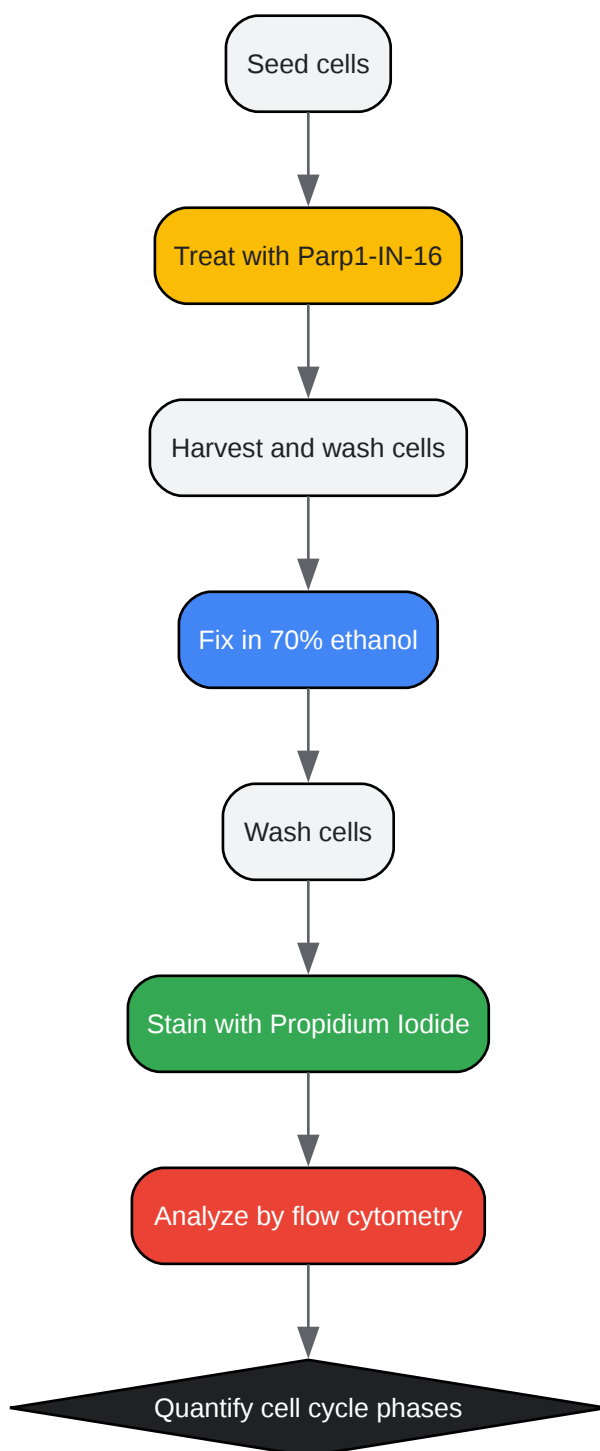 Seed cells
Treat with Parp1-IN-16
Harvest and wash cells
Fix in 70% ethanol
Wash cells
Stain with Propidium Iodide
Analyze by flow cytometry
Quantify cell cycle phases